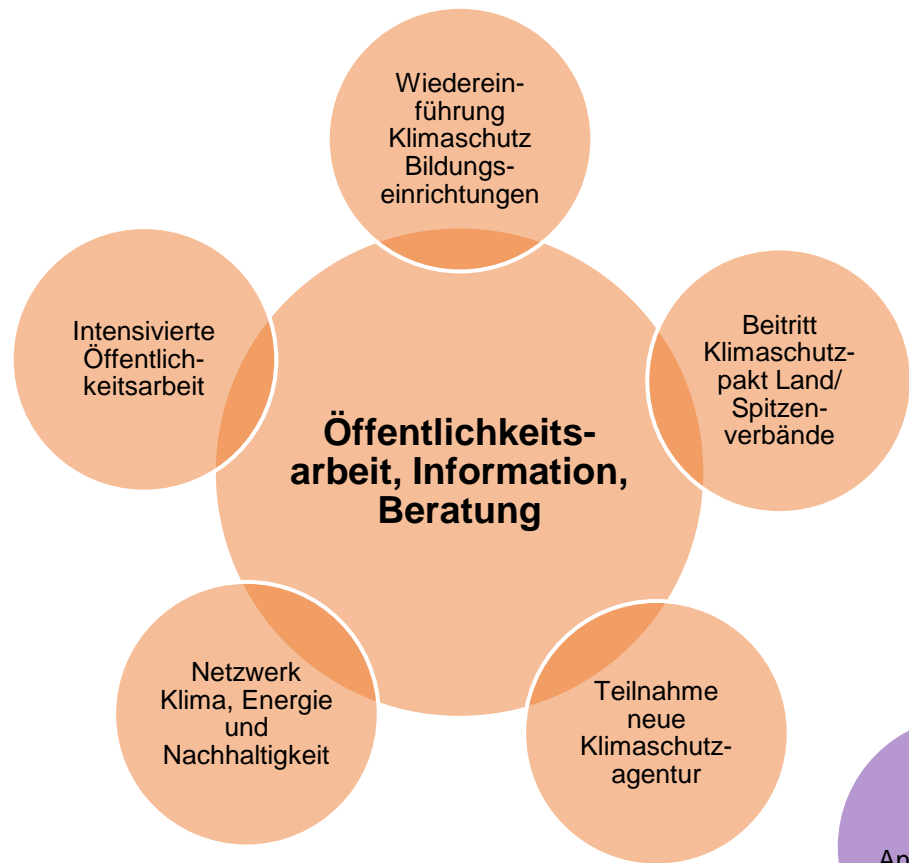 Wiederein-
führung
Klimaschutz
Bildungs-
einrichtungen
Intensivierte
Öffentlich-
keitsarbeit
Beitritt
Klimaschutz-
pakt Land/
Spitzen-
verbände
Öffentlichkeits-
arbeit, Information,
Beratung
Netzwerk
Klima, Energie
und
Nachhaltigkeit
Teilnahme
neue
Klimaschutz-
agentur